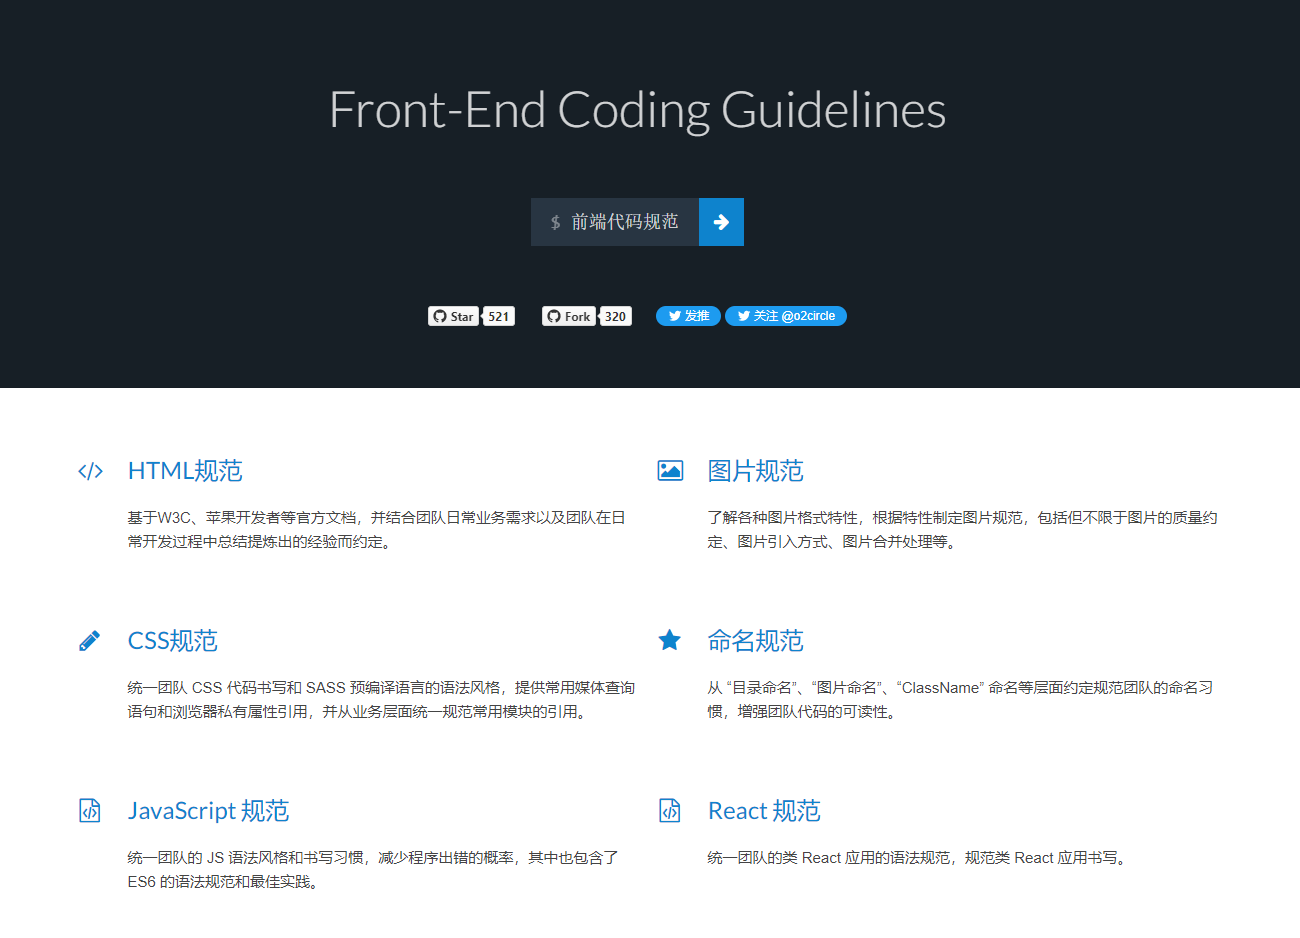 Front-End Coding Guidelines
$ 前端代码规范
Star 521 Fork 320 发推 关注 @o2circle
HTML规范
基于W3C、苹果开发者等官方文档，并结合团队日常业务需求以及团队在日
常开发过程中总结提炼出的经验而约定。
图片规范
了解各种图片格式特性，根据特性制定图片规范，包括但不限于图片的质量约
定、图片引入方式、图片合并处理等。
CSS规范
统一团队 CSS 代码书写和 SASS 预编译语言的语法风格，提供常用媒体查询
语句和浏览器私有属性引用，并从业务层面统一规范常用模块的引用。
命名规范
从 “目录命名”、“图片命名”、“ClassName” 命名等层面约定规范团队的命名习
惯，增强团队代码的可读性。
JavaScript 规范
统一团队的 JS 语法风格和书写习惯，减少程序出错的概率，其中也包含了
ES6 的语法规范和最佳实践。
React 规范
统一团队的类 React 应用的语法规范，规范类 React 应用书写。